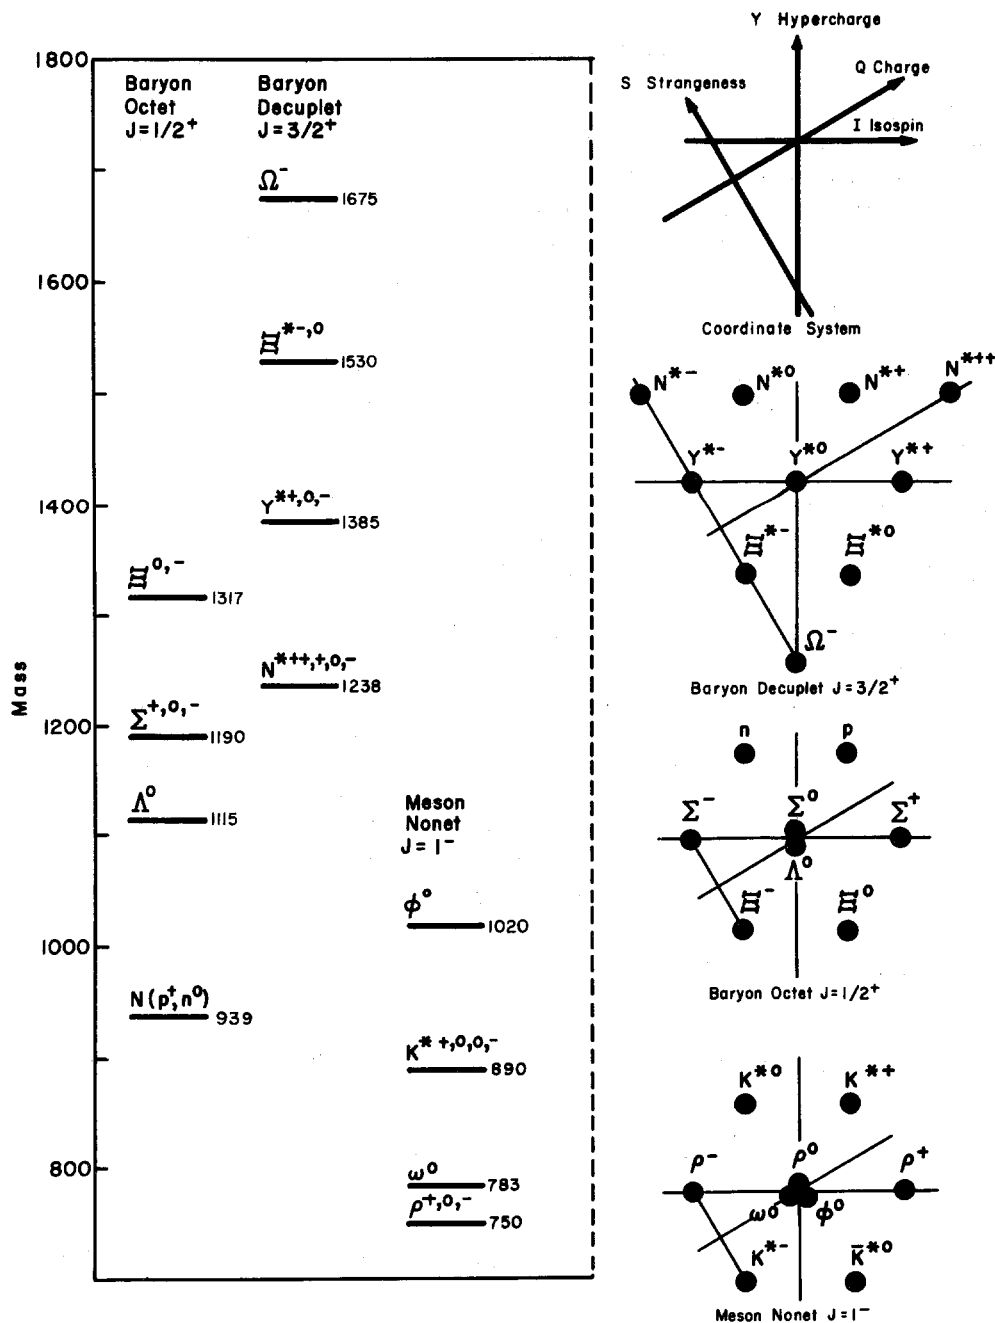 1800
1600
1400
1200
1000
800
Mass
Baryon
Octet
J=1/2⁺
Baryon
Decuplet
J=3/2⁺
Ω⁻
1675
Ξ*⁻,⁰
1530
Y*⁺,⁰,⁻
1385
Ξ⁰,⁻
1317
N*⁺⁺,⁺,⁰,⁻
1238
Σ⁺,⁰,⁻
1190
Λ⁰
1115
Meson
Nonet
J=1⁻
ϕ⁰
1020
N(p⁺,n⁰)
939
K*⁺,⁰,⁰,⁻
890
ω⁰
783
ρ⁺,⁰,⁻
750
Y Hypercharge
Q Charge
S Strangeness
I Isospin
Coordinate System
N*⁻ N*⁰ N*⁺ N*⁺⁺
Y*⁻ Y*⁰ Y*⁺
Ξ*⁻ Ξ*⁰
Ω⁻
Baryon Decuplet J=3/2⁺
n p
Σ⁻ Σ⁰ Σ⁺
Λ⁰
Ξ⁻ Ξ⁰
Baryon Octet J=1/2⁺
K*⁰ K*⁺
ρ⁻ ρ⁰ ρ⁺
ω⁰ ϕ⁰
K*⁻ K̄*⁰
Meson Nonet J=1⁻